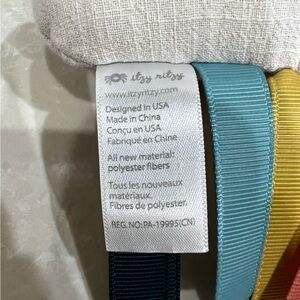 itzy ritzy
www.itzyritzy.com
Designed in USA
Made in China
Conçu en USA
Fabriqué en Chine
All new material:
polyester fibers
Tous les nouveaux
matériaux.
Fibres de polyester.
REG.NO:PA-19995(CN)